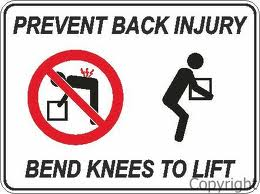 PREVENT BACK INJURY
BEND KNEES TO LIFT
Copyright